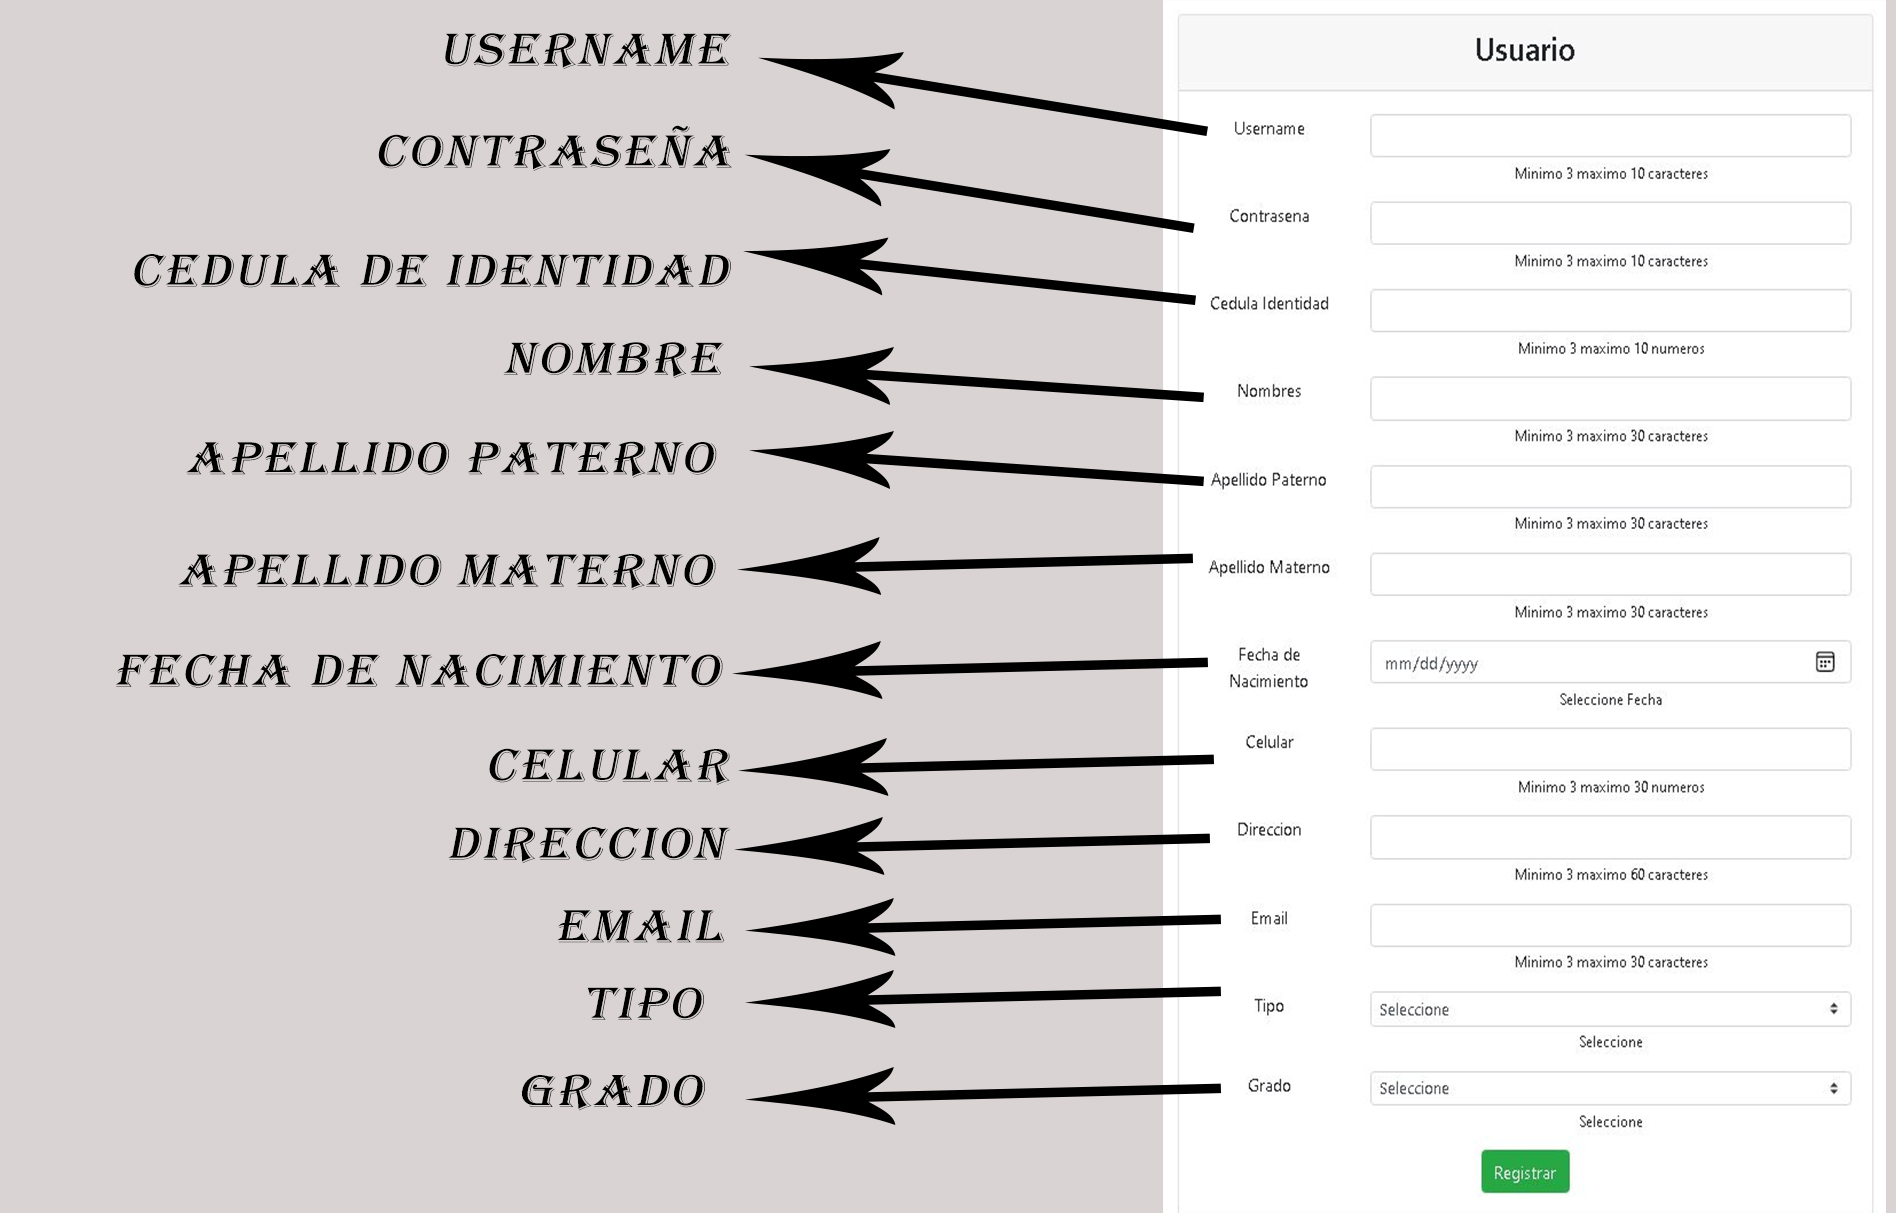 USERNAME
CONTRASEÑA
CEDULA DE IDENTIDAD
NOMBRE
APELLIDO PATERNO
APELLIDO MATERNO
FECHA DE NACIMIENTO
CELULAR
DIRECCION
EMAIL
TIPO
GRADO
Usuario
Username
Minimo 3 maximo 10 caracteres
Contrasena
Minimo 3 maximo 10 caracteres
Cedula Identidad
Minimo 3 maximo 10 numeros
Nombres
Minimo 3 maximo 30 caracteres
Apellido Paterno
Minimo 3 maximo 30 caracteres
Apellido Materno
Minimo 3 maximo 30 caracteres
Fecha de
Nacimiento
mm/dd/yyyy
Seleccione Fecha
Celular
Minimo 3 maximo 30 numeros
Direccion
Minimo 3 maximo 60 caracteres
Email
Minimo 3 maximo 30 caracteres
Tipo
Seleccione
Seleccione
Grado
Seleccione
Seleccione
Registrar